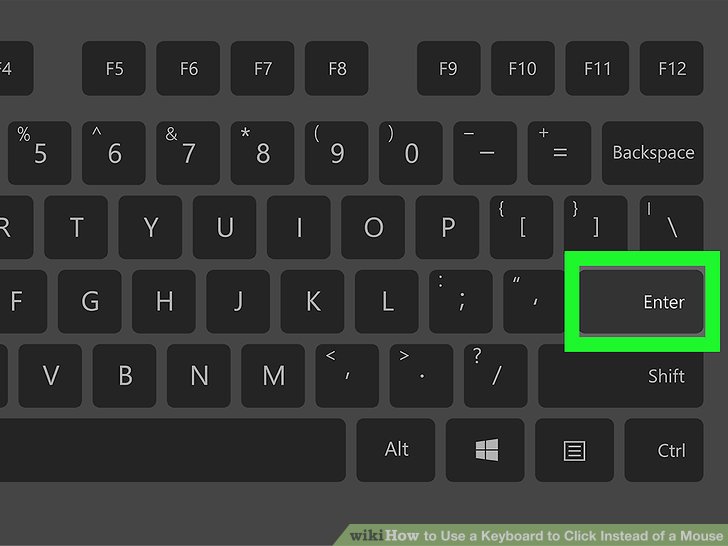 F4 F5 F6 F7 F8 F9 F10 F11 F12
% ^ & * ( ) – +
5 6 7 8 9 0 – = Backspace
{ } |
R T Y U I O P [ ] \
: “
F G H J K L ; ‘ Enter
< > ?
V B N M , . / Shift
Alt Ctrl
wikiHow to Use a Keyboard to Click Instead of a Mouse